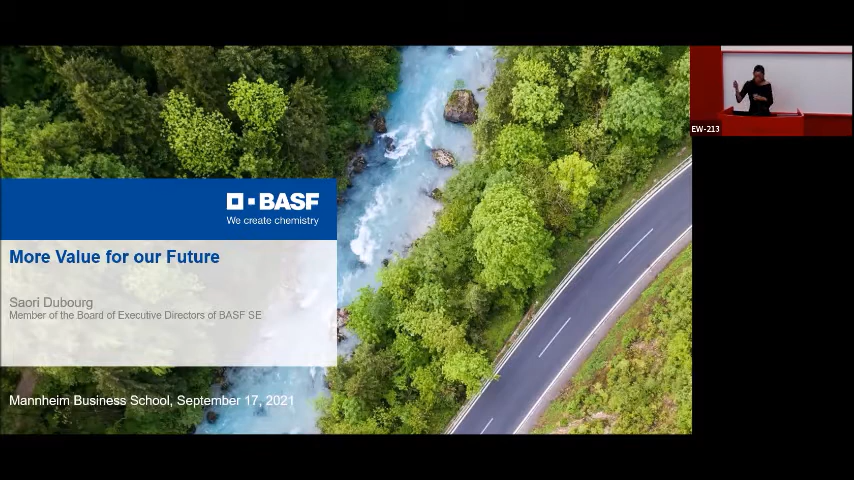 BASF
We create chemistry
More Value for our Future
Saori Dubourg
Member of the Board of Executive Directors of BASF SE
Mannheim Business School, September 17, 2021
EW-213